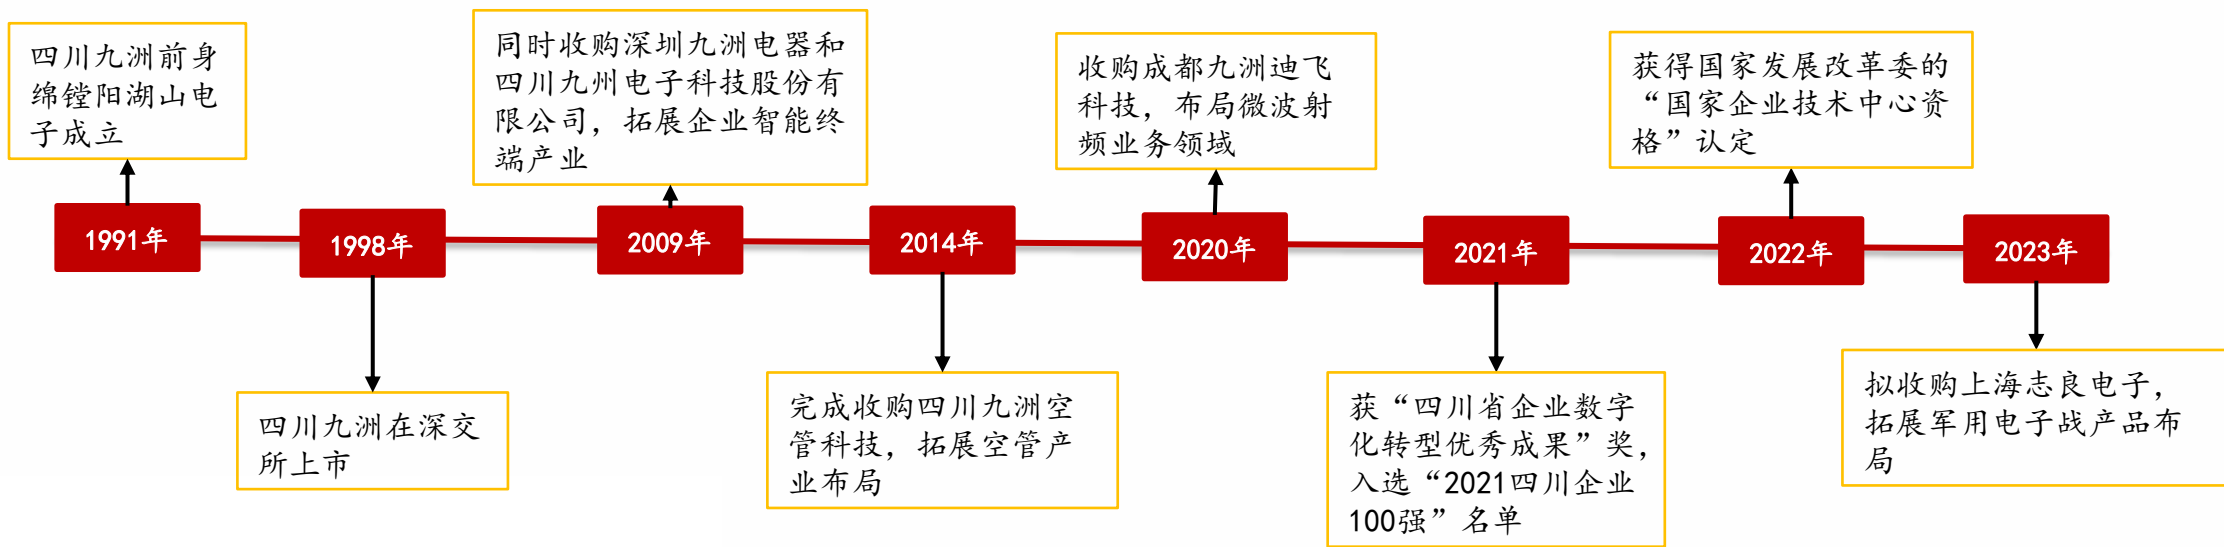 四川九洲前身
绵镗阳湖山电
子成立
同时收购深圳九洲电器和
四川九州电子科技股份有
限公司，拓展企业智能终
端产业
收购成都九洲迪飞
科技，布局微波射
频业务领域
获得国家发展改革委的
“国家企业技术中心资
格”认定
1991年
1998年
2009年
2014年
2020年
2021年
2022年
2023年
四川九洲在深交
所上市
完成收购四川九洲空
管科技，拓展空管产
业布局
获“四川省企业数字
化转型优秀成果”奖，
入选“2021四川企业
100强”名单
拟收购上海志良电子，
拓展军用电子战产品布
局